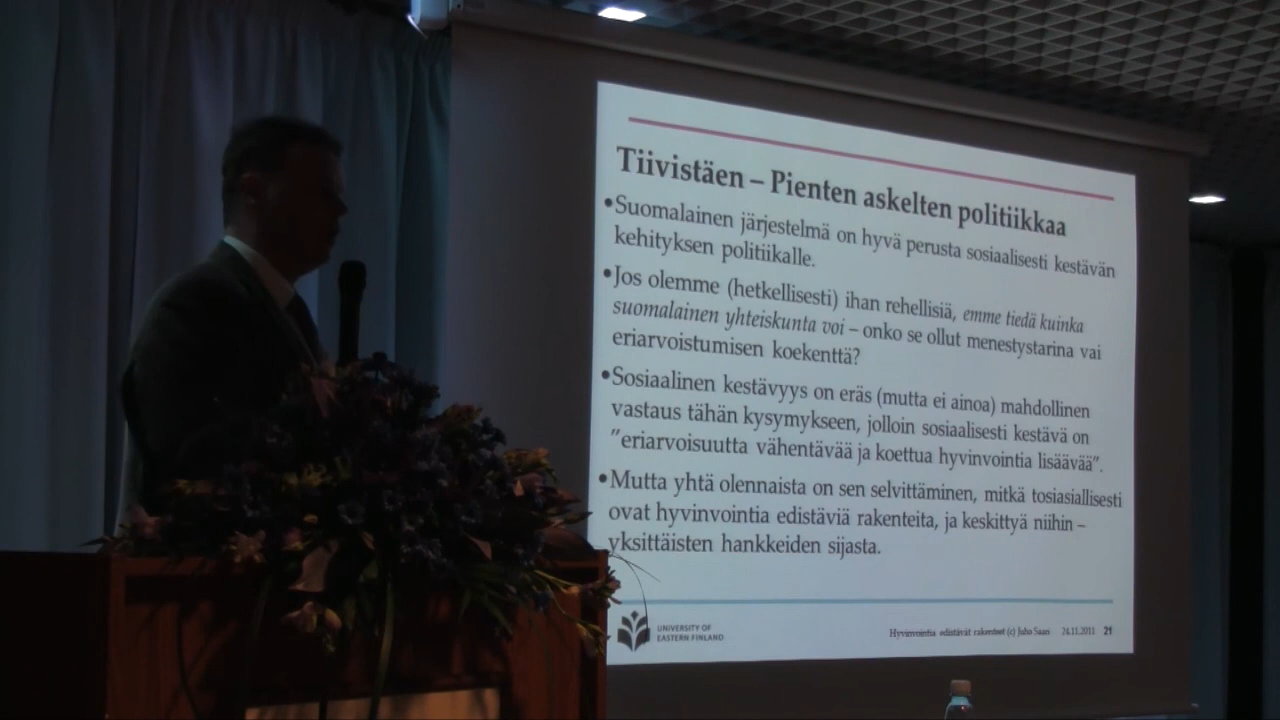 Tiivistäen – Pienten askelten politiikkaa
•Suomalainen järjestelmä on hyvä perusta sosiaalisesti kestävän
kehityksen politiikalle.
•Jos olemme (hetkellisesti) ihan rehellisiä, emme tiedä kuinka
suomalainen yhteiskunta voi – onko se ollut menestystarina vai
eriarvoistumisen koekenttä?
•Sosiaalinen kestävyys on eräs (mutta ei ainoa) mahdollinen
vastaus tähän kysymykseen, jolloin sosiaalisesti kestävä on
”eriarvoisuutta vähentävää ja koettua hyvinvointia lisäävää”.
•Mutta yhtä olennaista on sen selvittäminen, mitkä tosiasiallisesti
ovat hyvinvointia edistäviä rakenteita, ja keskittyä niihin –
yksittäisten hankkeiden sijasta.
UNIVERSITY OF
EASTERN FINLAND
Hyvinvointia edistävät rakenteet (c) Juho Saari 24.11.2011 21